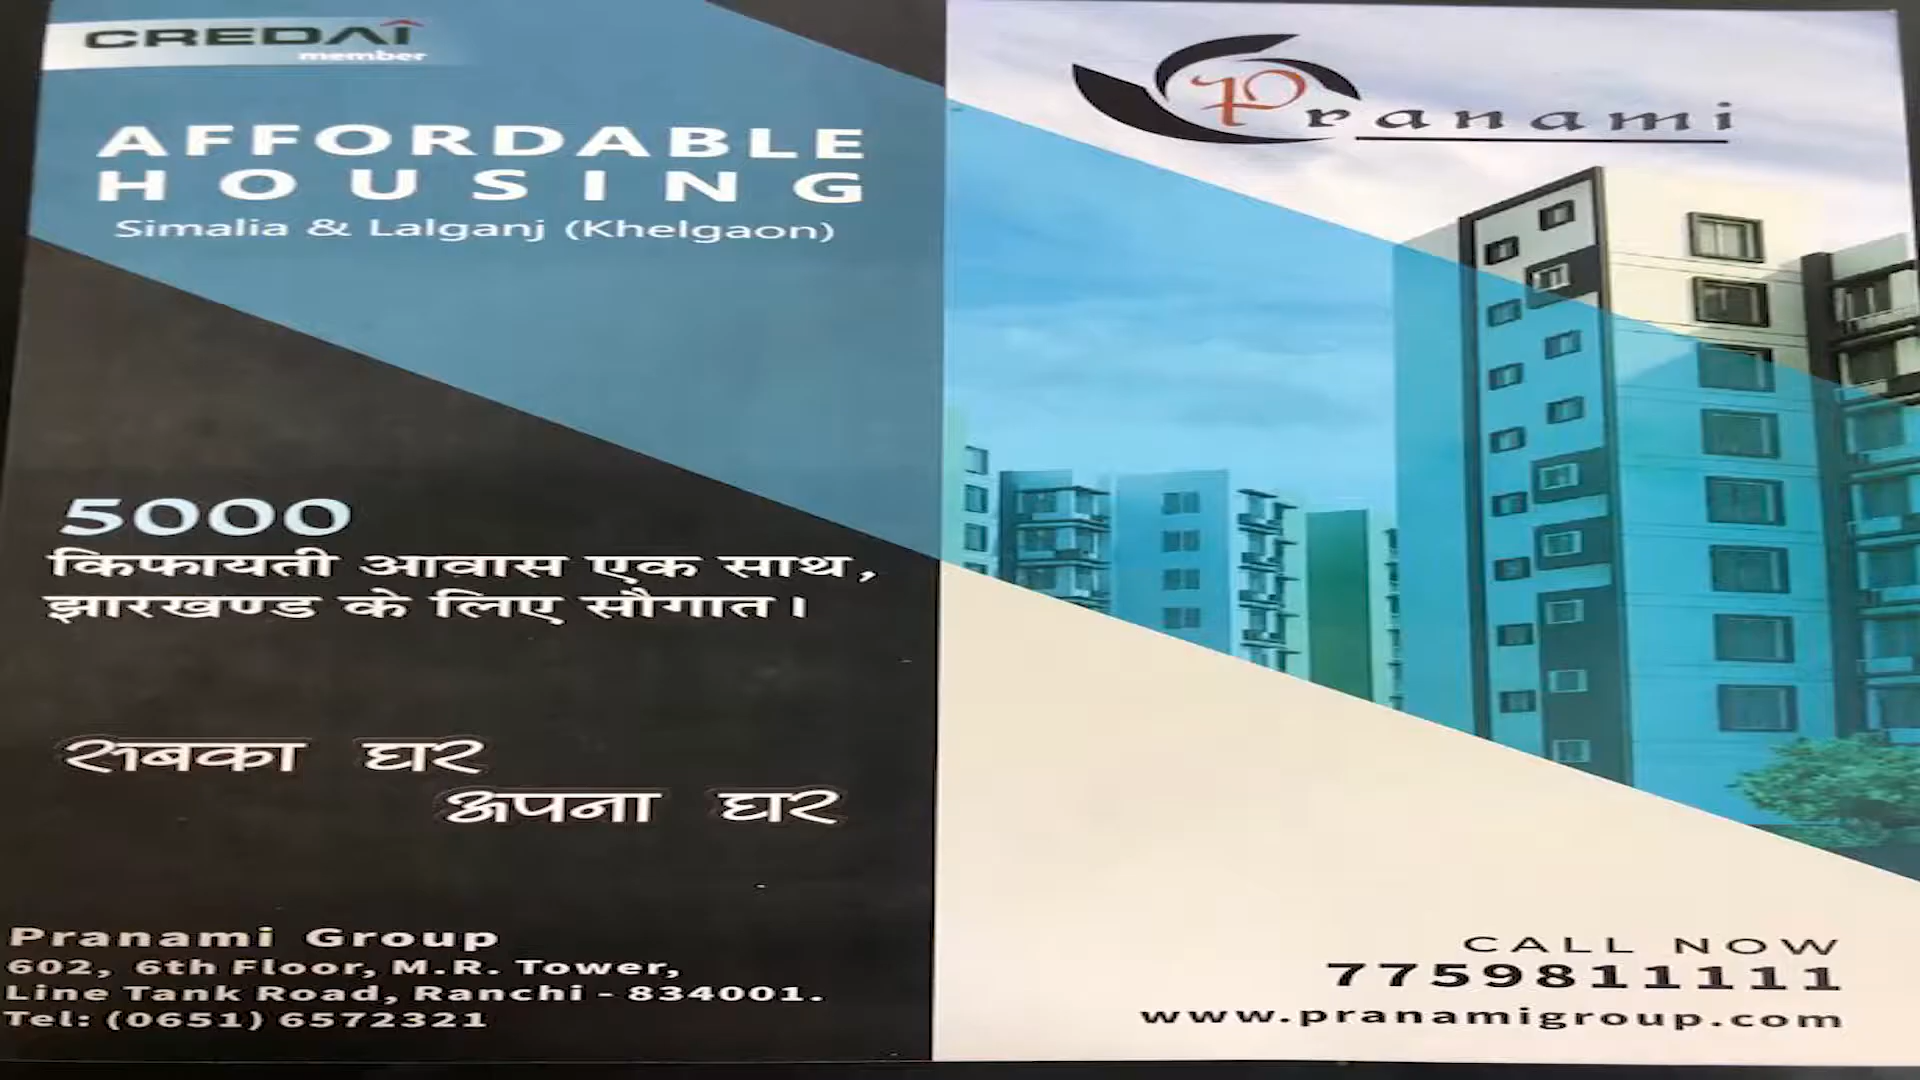 CREDAI
member
AFFORDABLE
HOUSING
Simalia & Lalganj (Khelgaon)
5000
किफायती आवास एक साथ,
झारखण्ड के लिए सौगात।
सबका घर
अपना घर
Pranami Group
602, 6th Floor, M.R. Tower,
Line Tank Road, Ranchi - 834001.
Tel: (0651) 6572321
Pranami
CALL NOW
7759811111
www.pranamigroup.com